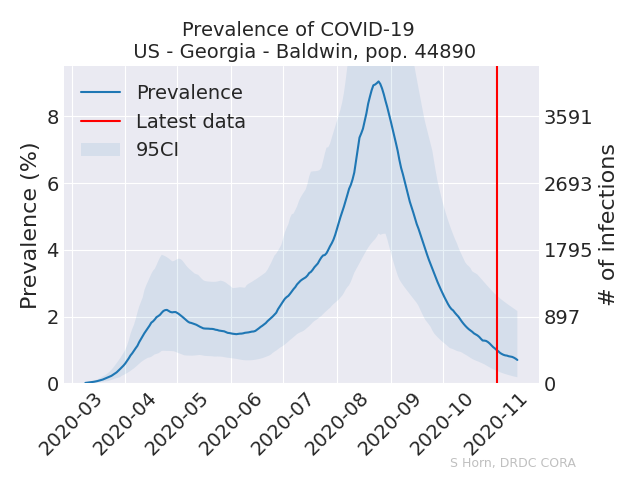 Prevalence of COVID-19
US - Georgia - Baldwin, pop. 44890
Prevalence
Latest data
95CI
Prevalence (%)
8
6
4
2
0
3591
2693
1795
897
0
# of infections
2020-03
2020-04
2020-05
2020-06
2020-07
2020-08
2020-09
2020-10
2020-11
S Horn, DRDC CORA